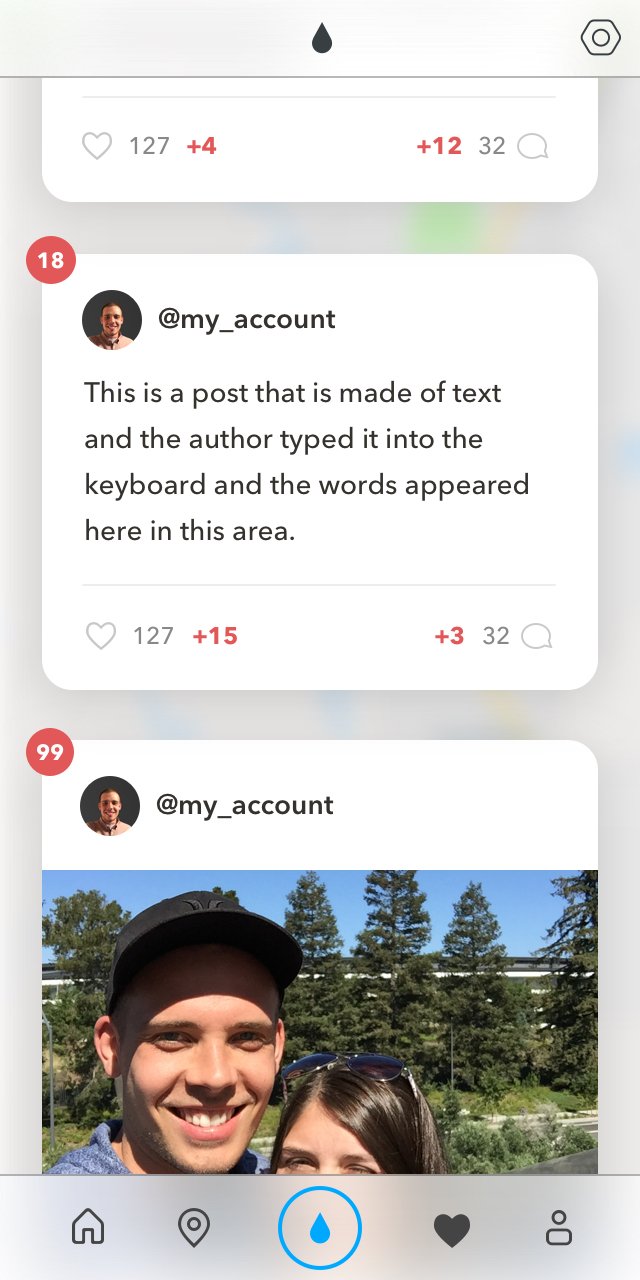 127 +4 +12 32
18
@my_account
This is a post that is made of text
and the author typed it into the
keyboard and the words appeared
here in this area.
127 +15 +3 32
99
@my_account